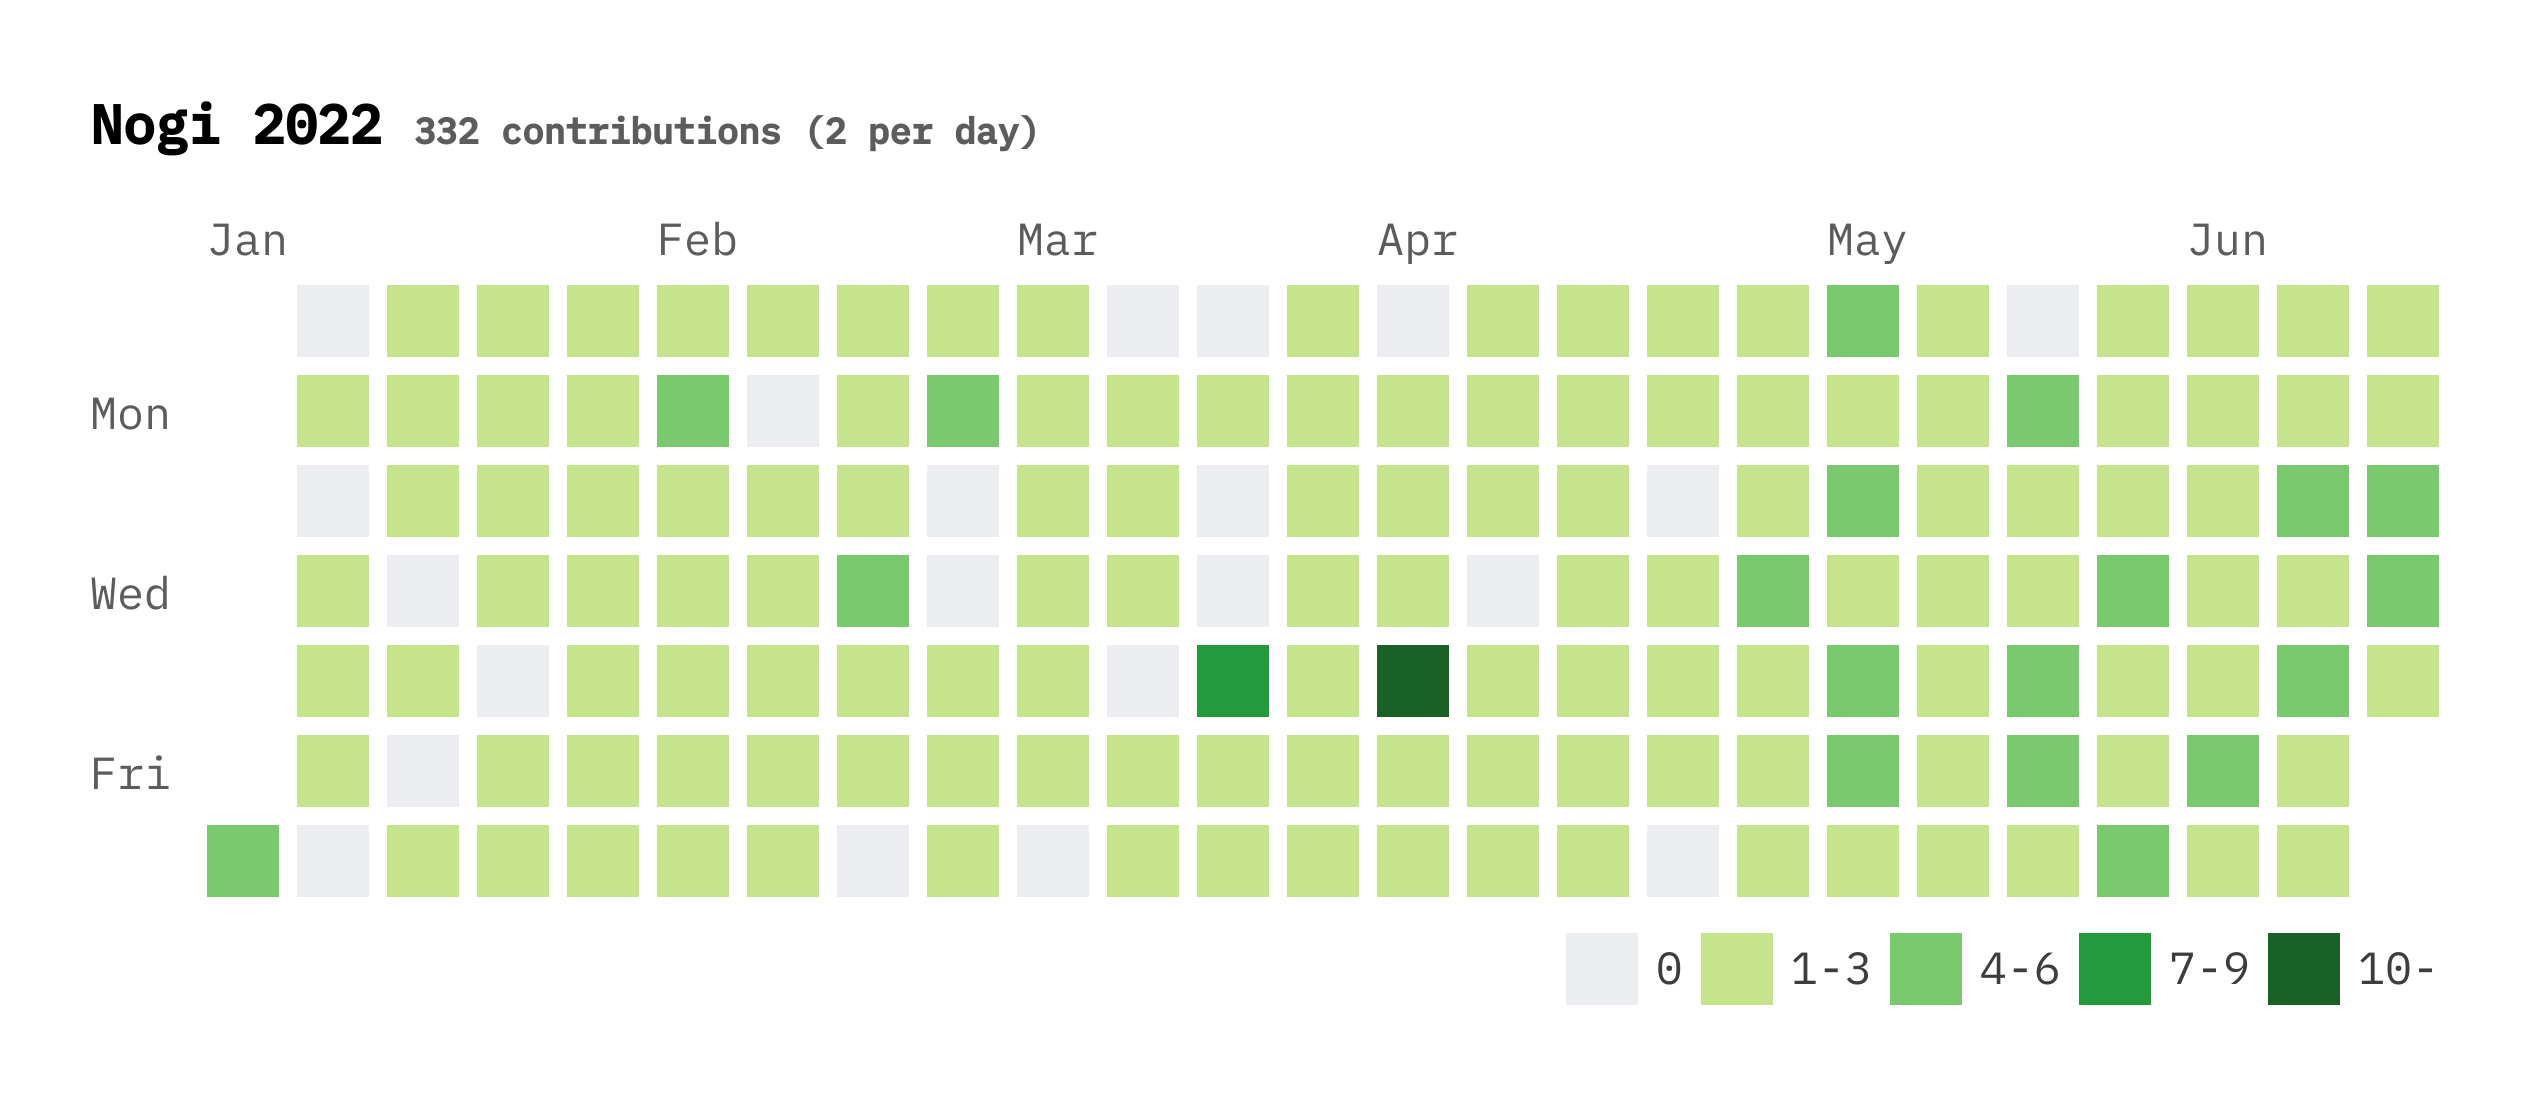 Nogi 2022 332 contributions (2 per day)
Jan Feb Mar Apr May Jun
Mon
Wed
Fri
0 1-3 4-6 7-9 10-